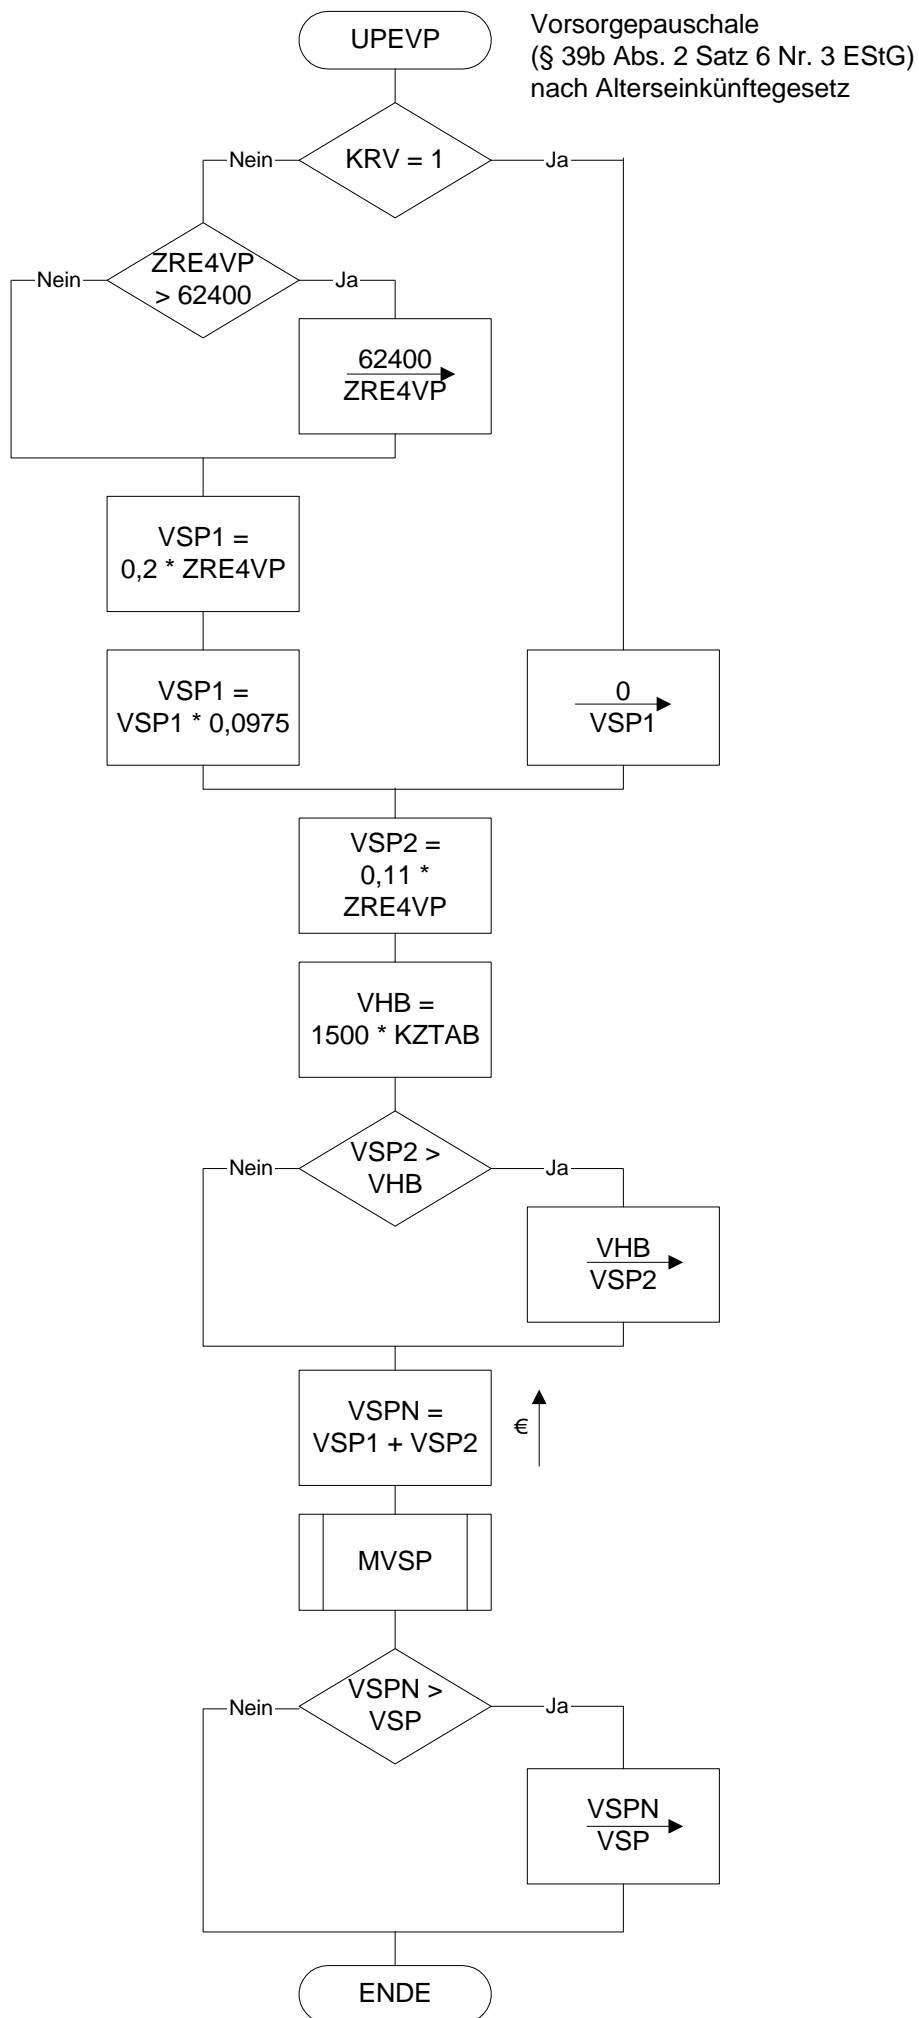 UPEVP
Vorsorgepauschale
(§ 39b Abs. 2 Satz 6 Nr. 3 EStG)
nach Alterseinkünftegesetz
Nein
KRV = 1
Ja
Nein
ZRE4VP
> 62400
Ja
62400
ZRE4VP
VSP1 =
0,2 * ZRE4VP
VSP1 =
VSP1 * 0,0975
0
VSP1
VSP2 =
0,11 *
ZRE4VP
VHB =
1500 * KZTAB
Nein
VSP2 >
VHB
Ja
VHB
VSP2
VSPN =
VSP1 + VSP2
€
MVSP
Nein
VSPN >
VSP
Ja
VSPN
VSP
ENDE